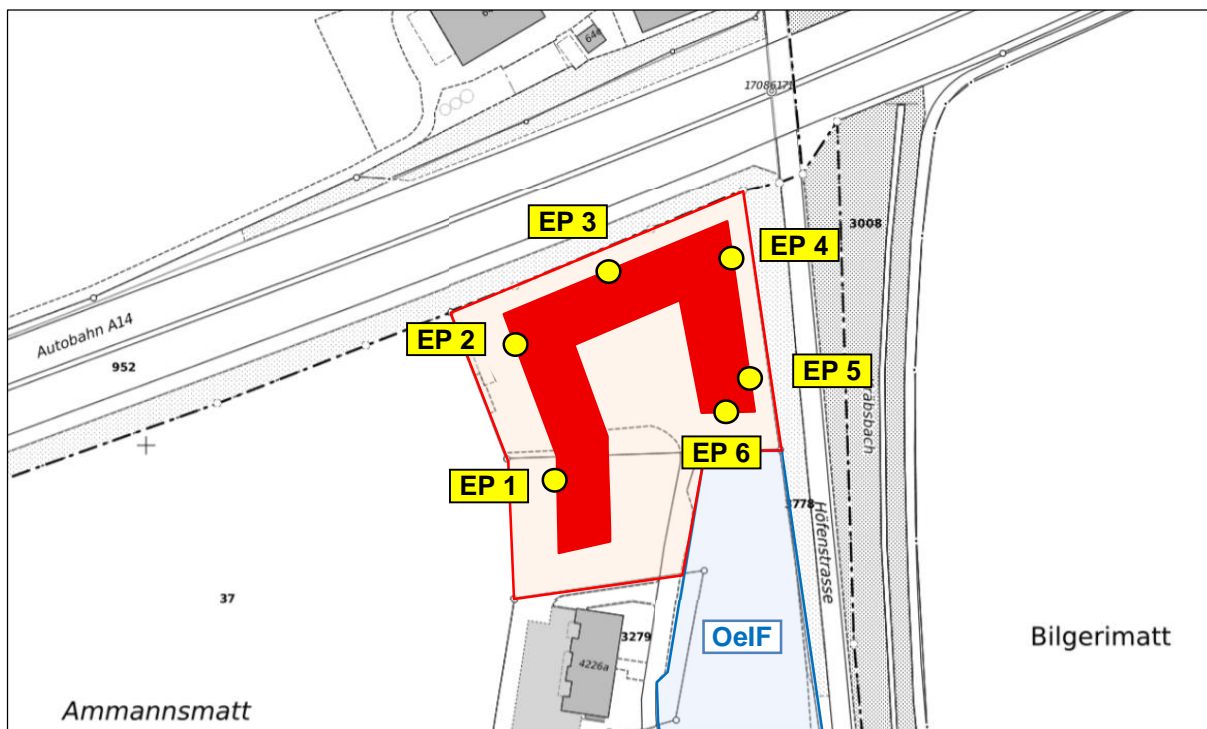 64e
17086171
EP 3
3008
EP 4
Autobahn A14
EP 2
952
EP 5
EP 6
EP 1
3778
Höfenstrasse
37
3279
OeIF
Bilgerimatt
4226a
Ammannsmatt